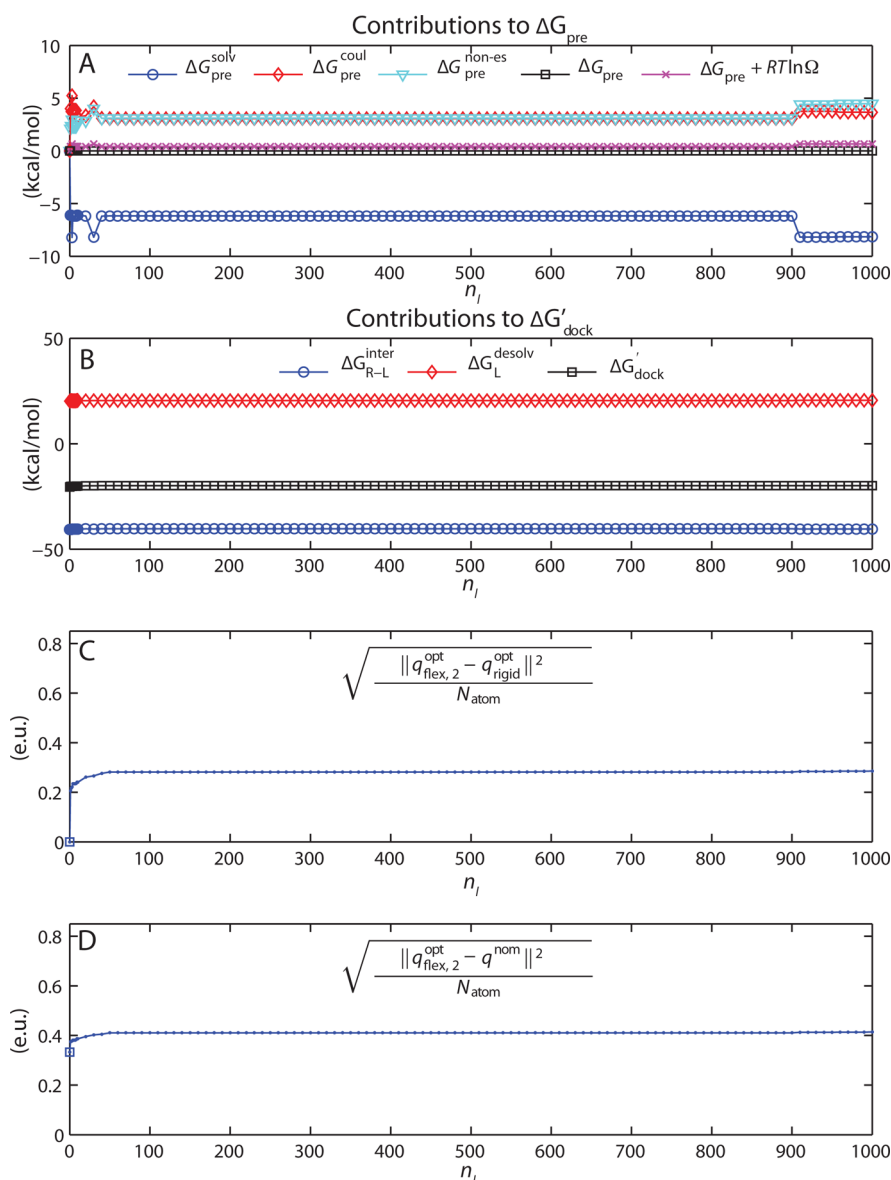 Contributions to ΔG_pre
A
ΔG_pre^solv ΔG_pre^coul ΔG_pre^non-es ΔG_pre ΔG_pre + RTlnΩ
(kcal/mol)
10
5
0
−5
−10
0 100 200 300 400 500 600 700 800 900 1000
n_l
Contributions to ΔG'_dock
B
ΔG_R−L^inter ΔG_L^desolv ΔG_dock^'
(kcal/mol)
50
0
−50
0 100 200 300 400 500 600 700 800 900 1000
n_l
C
√ || q_flex, 2^opt − q_rigid^opt || ^2
N_atom
(e.u.)
0.8
0.6
0.4
0.2
0
0 100 200 300 400 500 600 700 800 900 1000
n_l
D
√ || q_flex, 2^opt − q^nom || ^2
N_atom
(e.u.)
0.8
0.6
0.4
0.2
0
0 100 200 300 400 500 600 700 800 900 1000
n_l